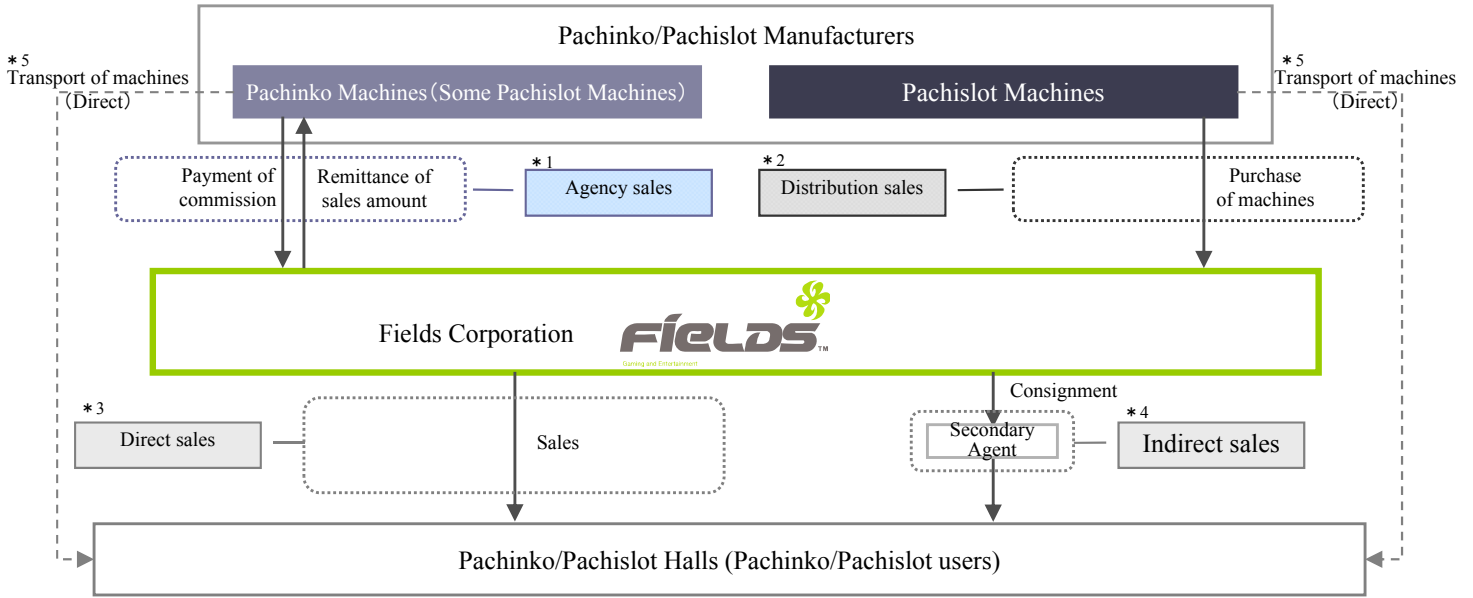 Pachinko/Pachislot Manufacturers
*5
Transport of machines
(Direct)
Pachinko Machines(Some Pachislot Machines)
Pachislot Machines
*5
Transport of machines
(Direct)
Payment of
commission
Remittance of
sales amount
*1
Agency sales
*2
Distribution sales
Purchase
of machines
Fields Corporation
FIELDS TM
Gaming and Entertainment
Consignment
*3
Direct sales
Sales
Secondary
Agent
*4
Indirect sales
Pachinko/Pachislot Halls (Pachinko/Pachislot users)